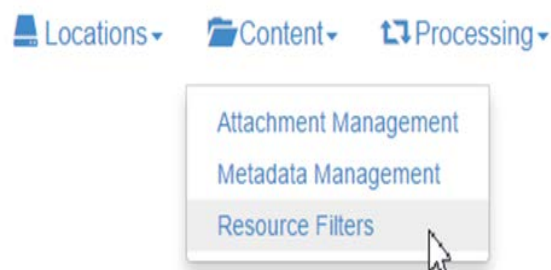 Locations Content Processing
Attachment Management
Metadata Management
Resource Filters